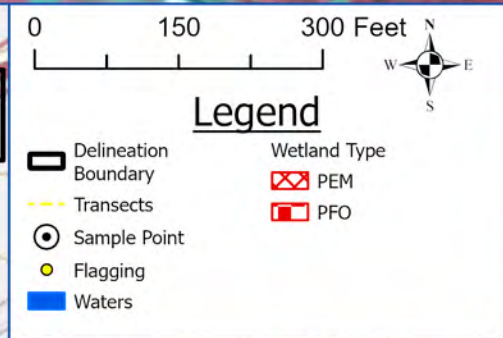 0 150 300 Feet
N
W E
S
Legend
Delineation
Boundary
Transects
Sample Point
Flagging
Waters
Wetland Type
PEM
PFO